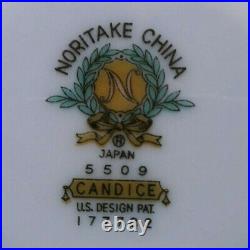 NORITAKE CHINA
N
JAPAN
5509
CANDICE
U.S. DESIGN PAT.